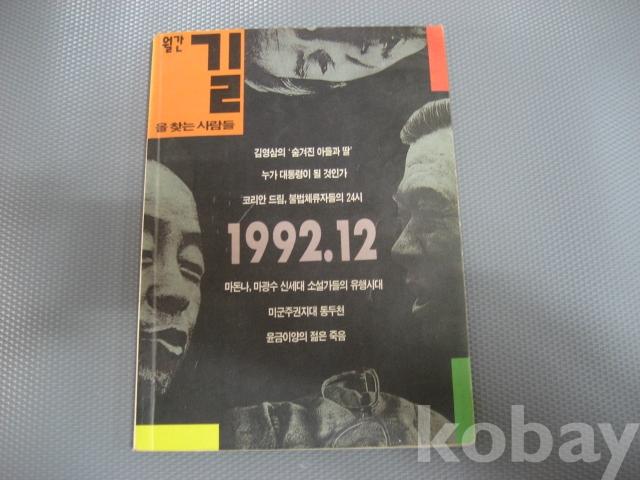 월간
길
을 찾는 사람들
김영삼의 '숨겨진 아들과 딸'
누가 대통령이 될 것인가
코리안 드림, 불법체류자들의 24시
1992.12
마돈나, 마광수 신세대 소설가들의 유행시대
미군주권지대 동두천
윤금이양의 젊은 죽음
kobay